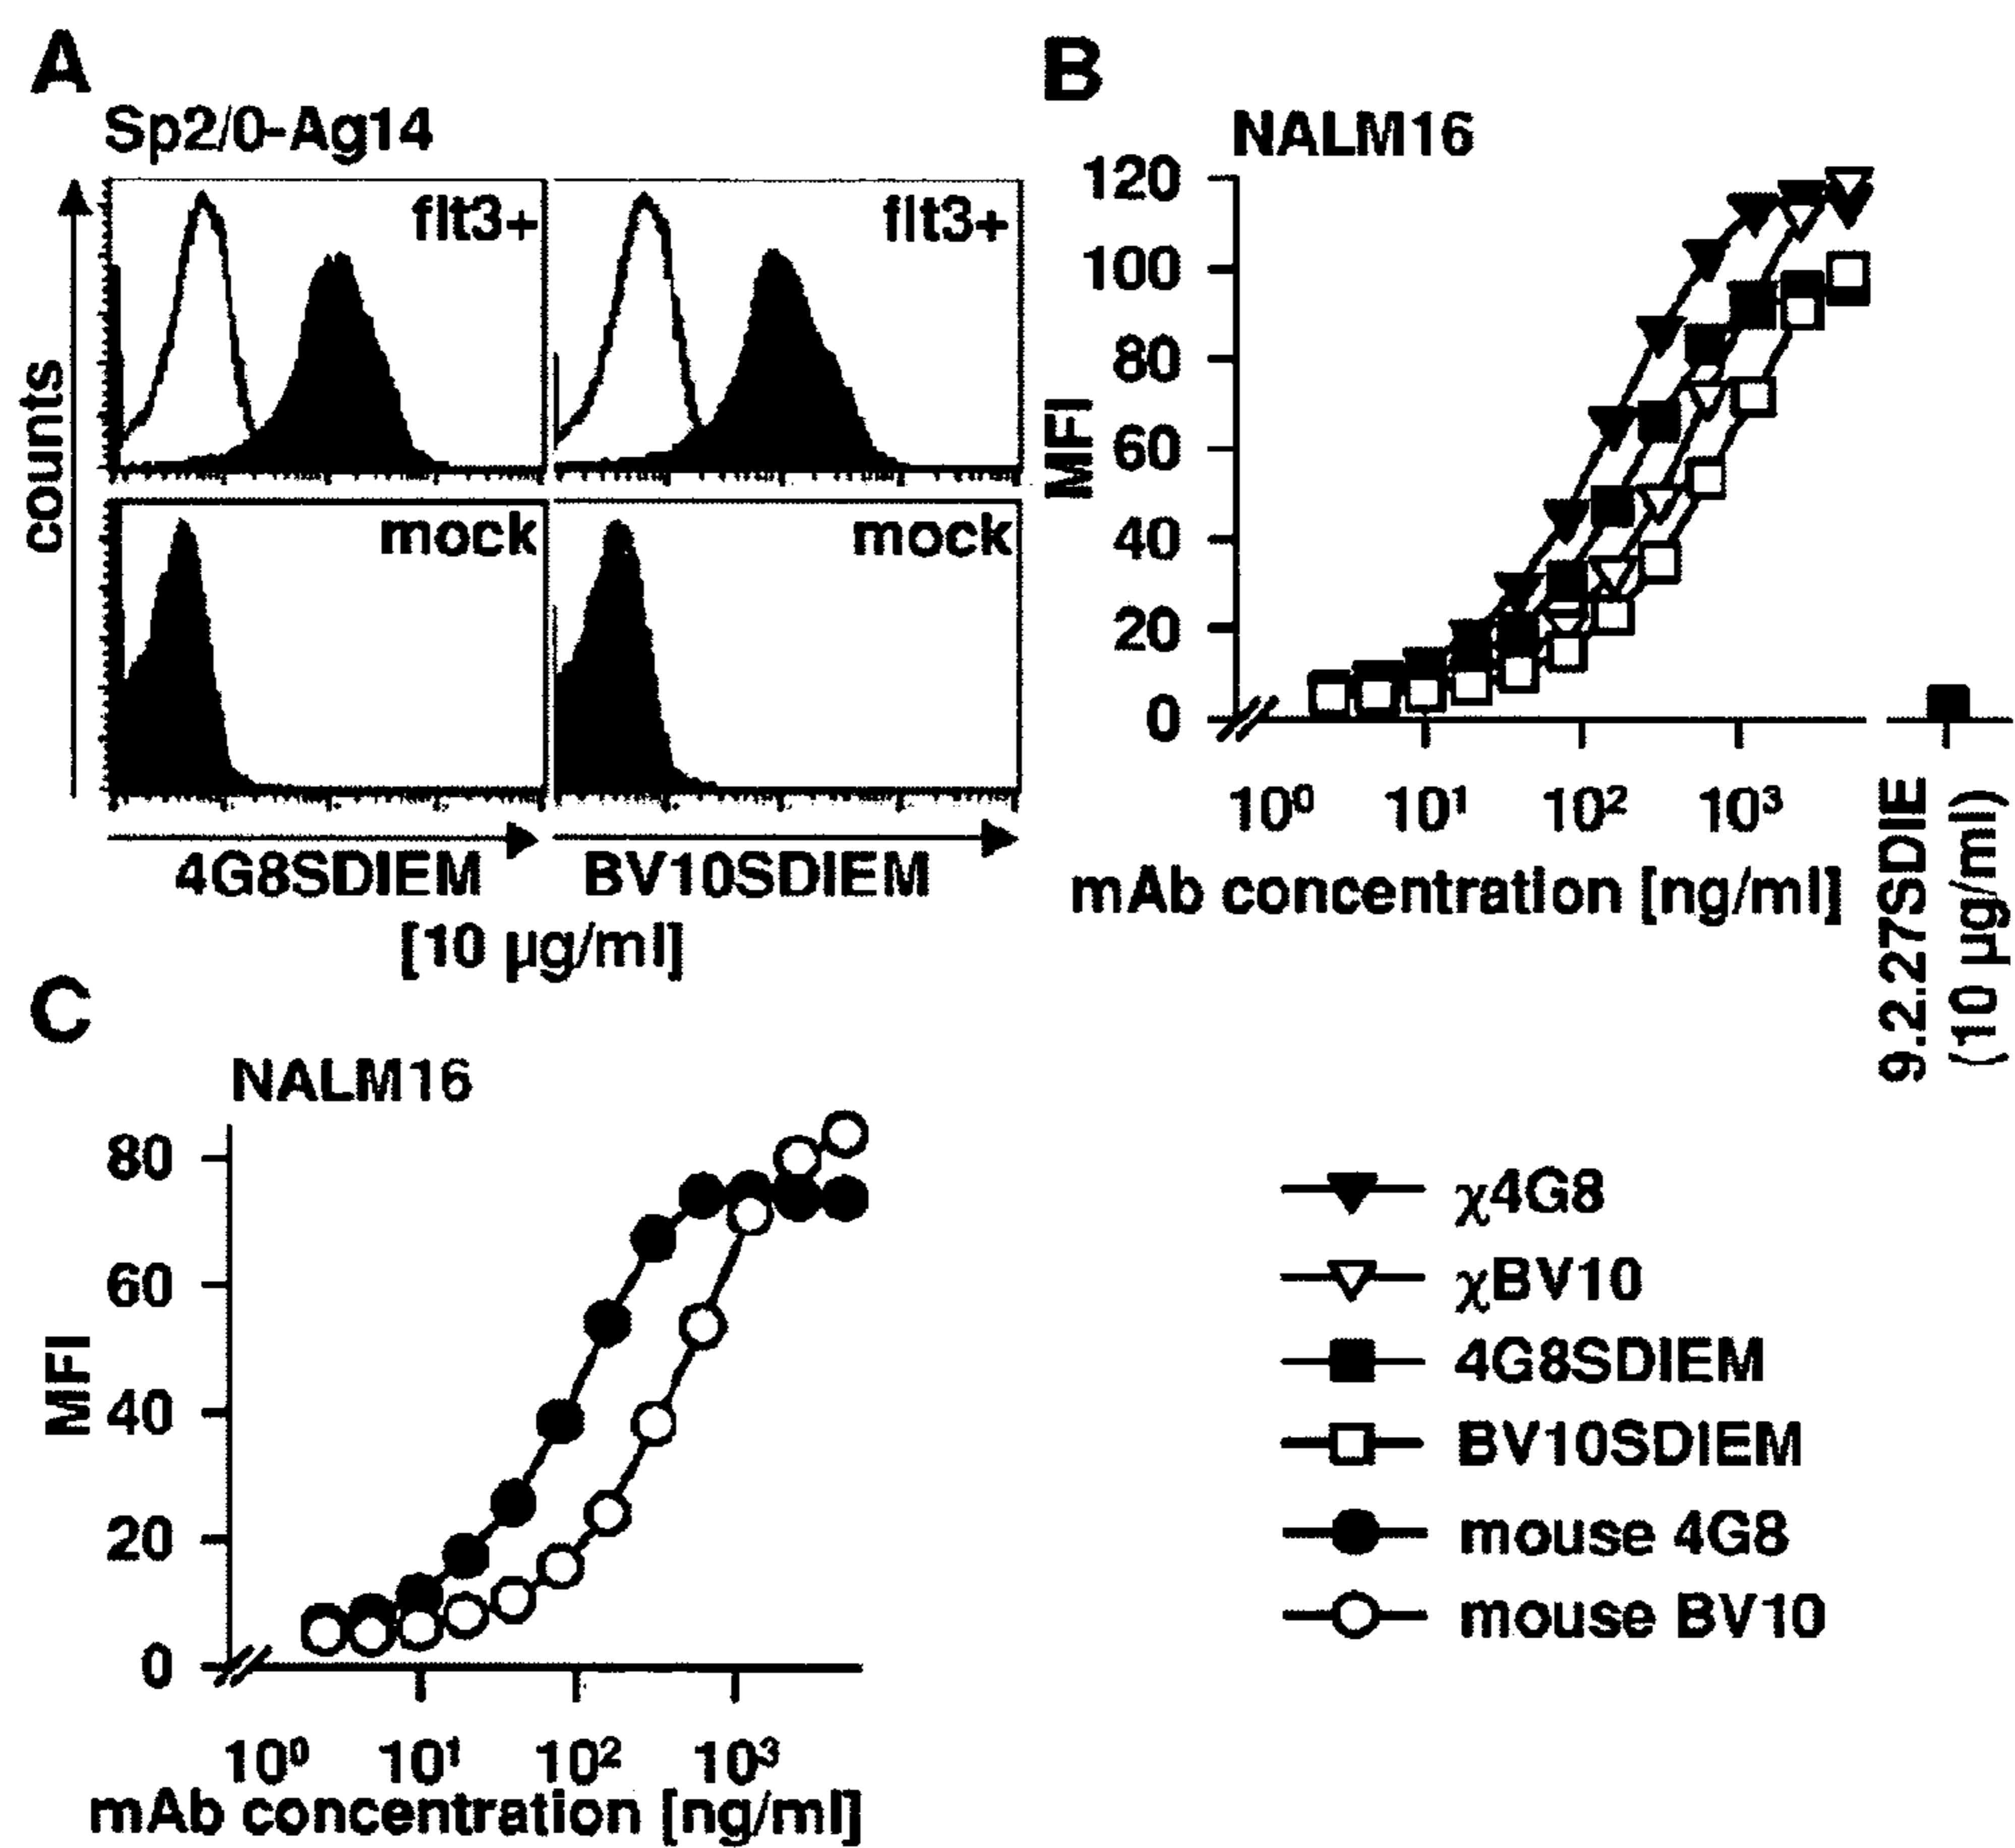 A
Sp2/0-Ag14
flt3+
flt3+
mock
mock
counts
4G8SDIEM
BV10SDIEM
[10 µg/ml]
B
NALM16
120
100
80
60
40
20
0
MFI
10⁰ 10¹ 10² 10³
mAb concentration [ng/ml]
9.2.27SDIE
(10 µg/ml)
C
NALM16
80
60
40
20
0
MFI
10⁰ 10¹ 10² 10³
mAb concentration [ng/ml]
χ4G8
χBV10
4G8SDIEM
BV10SDIEM
mouse 4G8
mouse BV10